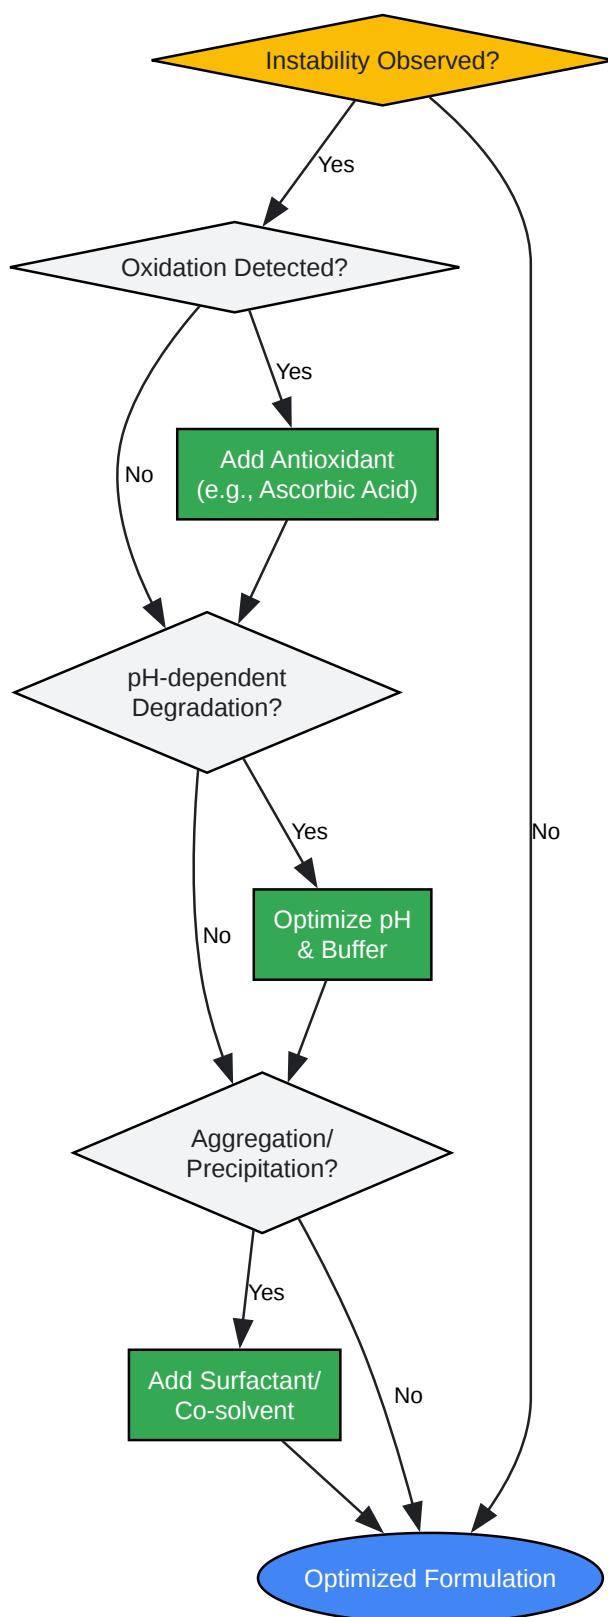 Instability Observed?
Yes
Oxidation Detected?
Yes
No
Add Antioxidant
(e.g., Ascorbic Acid)
pH-dependent
Degradation?
Yes
No
No
Optimize pH
& Buffer
Aggregation/
Precipitation?
Yes
No
Add Surfactant/
Co-solvent
Optimized Formulation